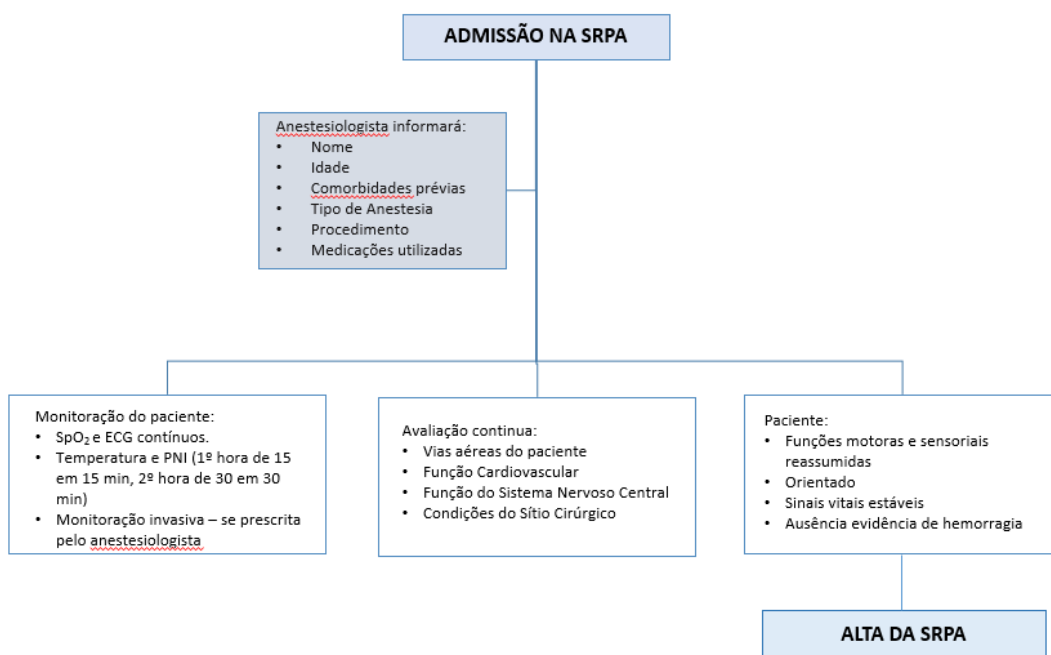 ADMISSÃO NA SRPA
Anestesiologista informará:
• Nome
• Idade
• Comorbidades prévias
• Tipo de Anestesia
• Procedimento
• Medicações utilizadas
Monitoração do paciente:
• SpO₂ e ECG contínuos.
• Temperatura e PNI (1º hora de 15
em 15 min, 2º hora de 30 em 30
min)
• Monitoração invasiva – se prescrita
pelo anestesiologista
Avaliação continua:
• Vias aéreas do paciente
• Função Cardiovascular
• Função do Sistema Nervoso Central
• Condições do Sítio Cirúrgico
Paciente:
• Funções motoras e sensoriais
reassumidas
• Orientado
• Sinais vitais estáveis
• Ausência evidência de hemorragia
ALTA DA SRPA